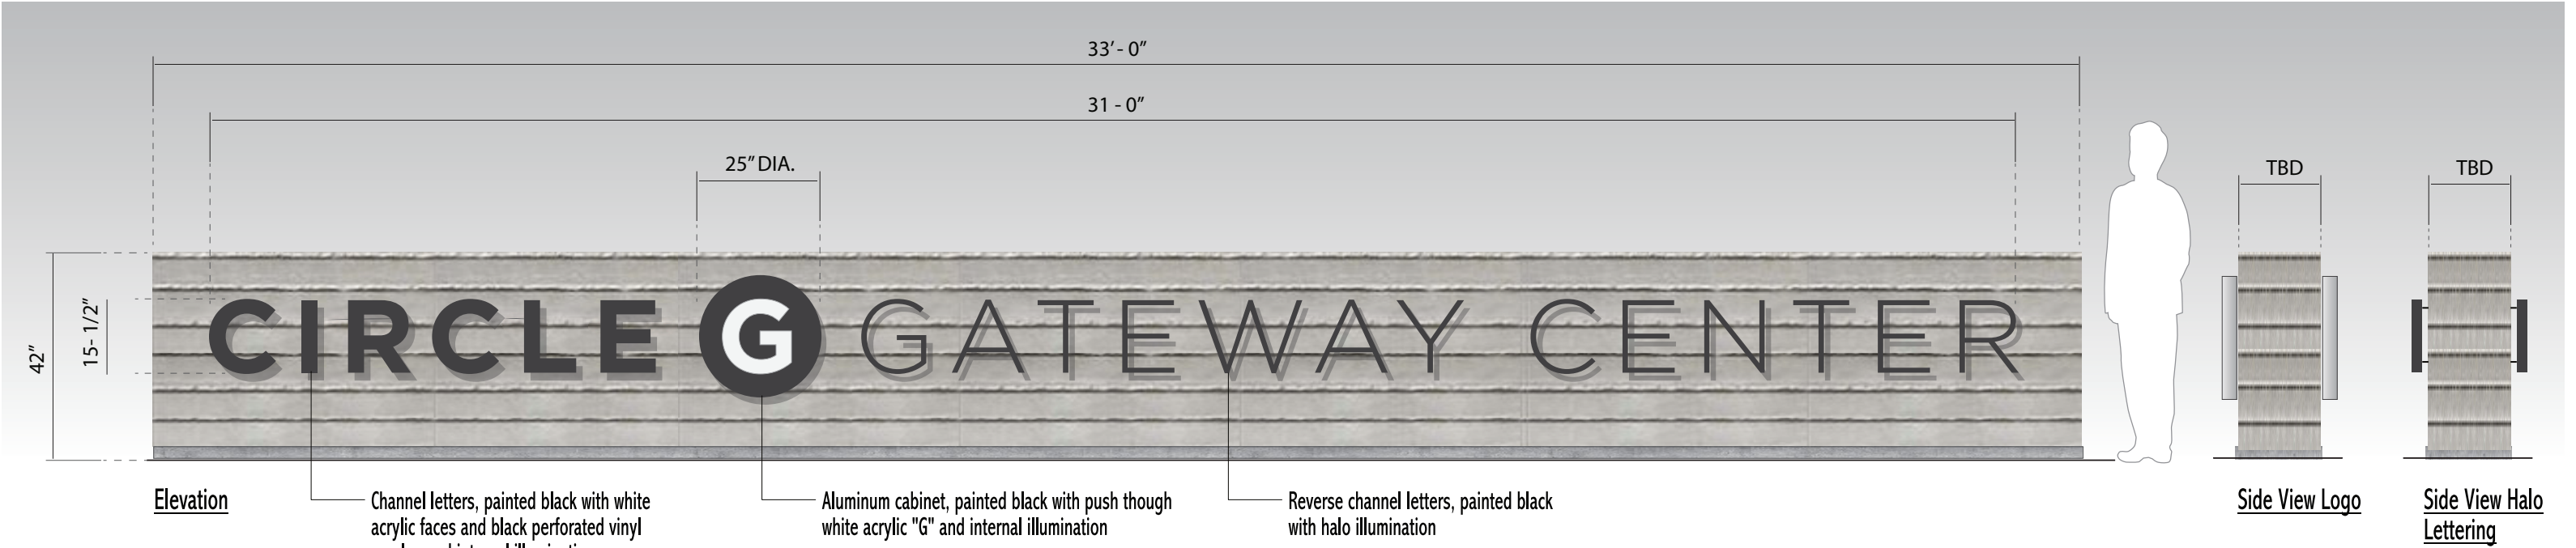 33’- 0”
31 - 0”
25” DIA.
TBD
TBD
42”
15- 1/2”
CIRCLE G GATEWAY CENTER
Elevation
Channel letters, painted black with white
acrylic faces and black perforated vinyl
Aluminum cabinet, painted black with push though
white acrylic "G" and internal illumination
Reverse channel letters, painted black
with halo illumination
Side View Logo
Side View Halo
Lettering